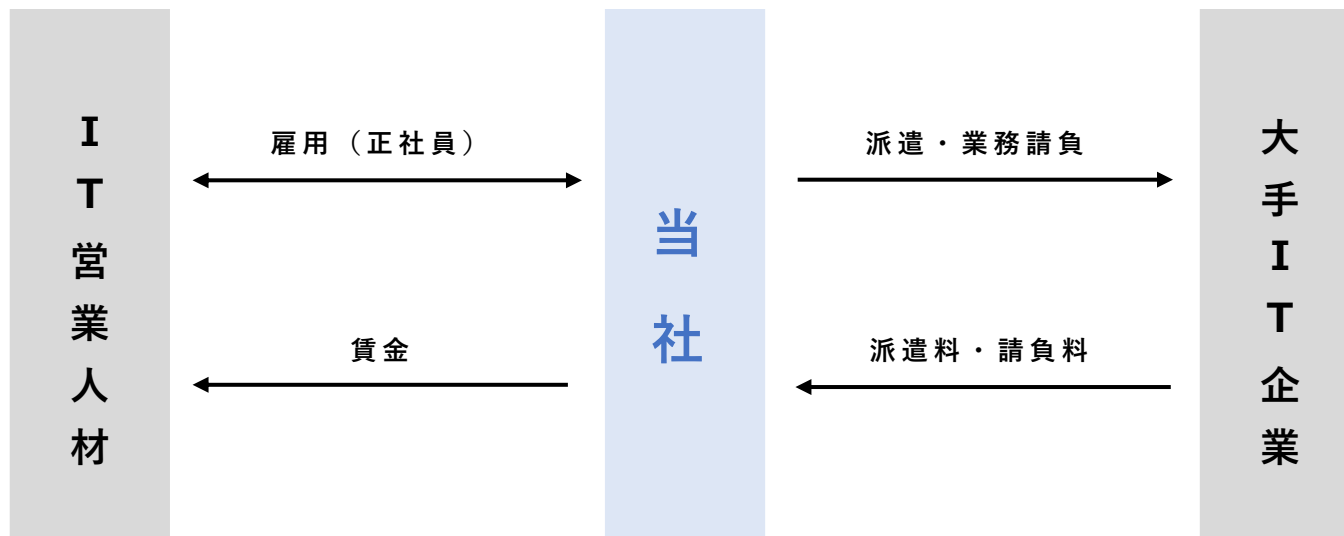 IT営業人材
雇用（正社員）
賃金
当社
派遣・業務請負
派遣料・請負料
大手IT企業